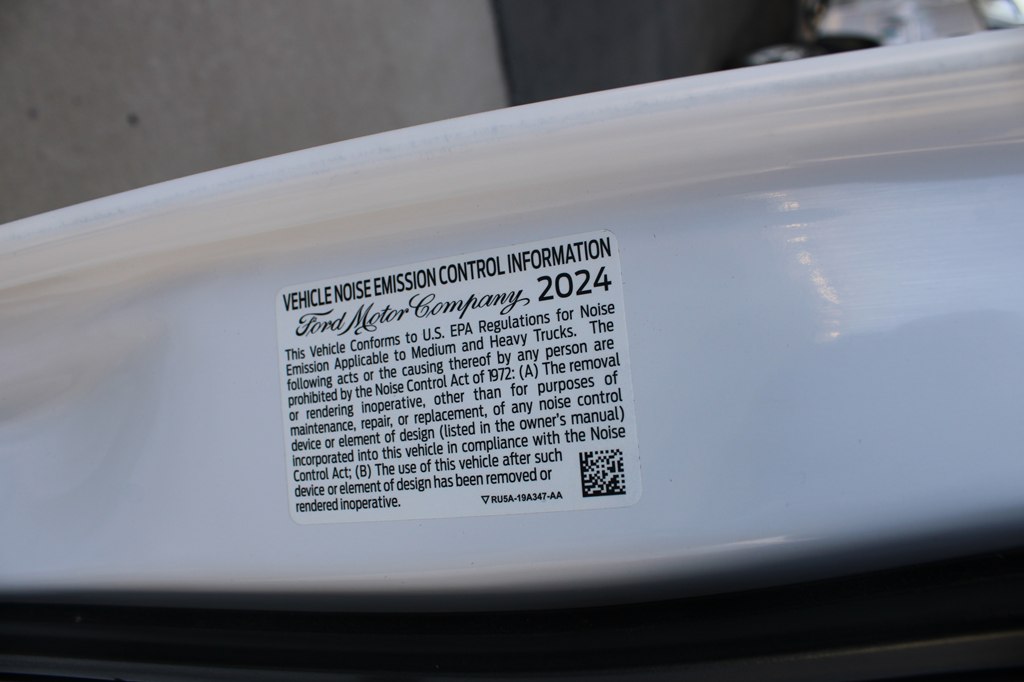 VEHICLE NOISE EMISSION CONTROL INFORMATION
Ford Motor Company 2024
This Vehicle Conforms to U.S. EPA Regulations for Noise
Emission Applicable to Medium and Heavy Trucks. The
following acts or the causing thereof by any person are
prohibited by the Noise Control Act of 1972: (A) The removal
or rendering inoperative, other than for purposes of
maintenance, repair, or replacement, of any noise control
device or element of design (listed in the owner's manual)
incorporated into this vehicle in compliance with the Noise
Control Act; (B) The use of this vehicle after such
device or element of design has been removed or
rendered inoperative.
RU5A-19A347-AA